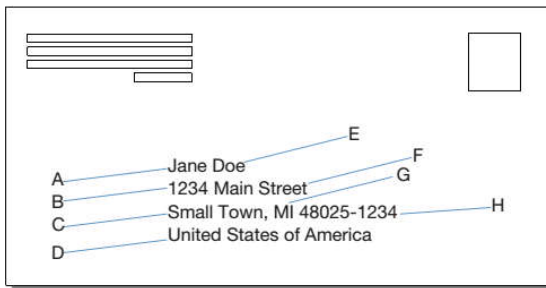 E
F
A Jane Doe
B 1234 Main Street
G
C Small Town, MI 48025-1234 H
D United States of America